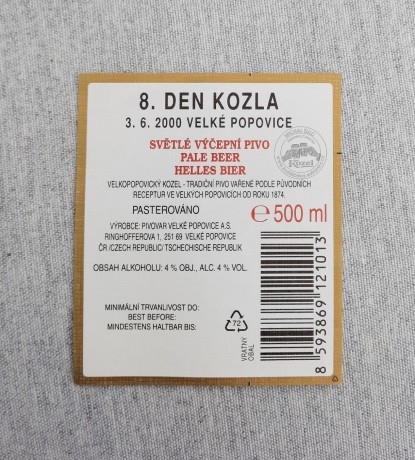 8. DEN KOZLA
3. 6. 2000 VELKÉ POPOVICE
SVĚTLÉ VÝČEPNÍ PIVO
PALE BEER
HELLES BIER
VELKOPOPOVICKÝ KOZEL - TRADIČNÍ PIVO VAŘENÉ PODLE PŮVODNÍCH
RECEPTUR VE VELKÝCH POPOVICÍCH OD ROKU 1874.
PASTEROVÁNO
℮ 500 ml
VÝROBCE: PIVOVAR VELKÉ POPOVICE A.S.
RINGHOFFEROVA 1, 251 69 VELKÉ POPOVICE
ČR /CZECH REPUBLIC/ TSCHECHISCHE REPUBLIK
OBSAH ALKOHOLU: 4 % OBJ., ALC. 4 % VOL.
MINIMÁLNÍ TRVANLIVOST DO:
BEST BEFORE:
MINDESTENS HALTBAR BIS:
72
VRATNÝ
OBAL
8 593869 121013